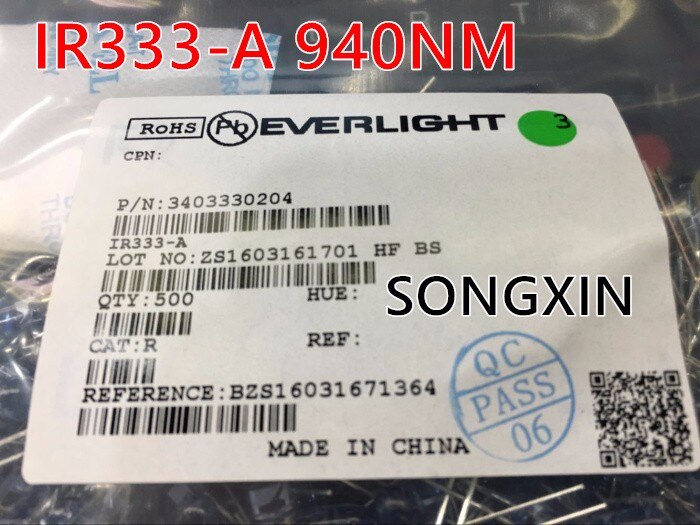 IR333-A 940NM
RoHS Pb EVERLIGHT 3
CPN:
P/N:3403330204
IR333-A
LOT NO:ZS1603161701 HF BS
QTY:500 HUE:
SONGXIN
CAT:R REF:
REFERENCE:BZS16031671364
QC
PASS
06
MADE IN CHINA